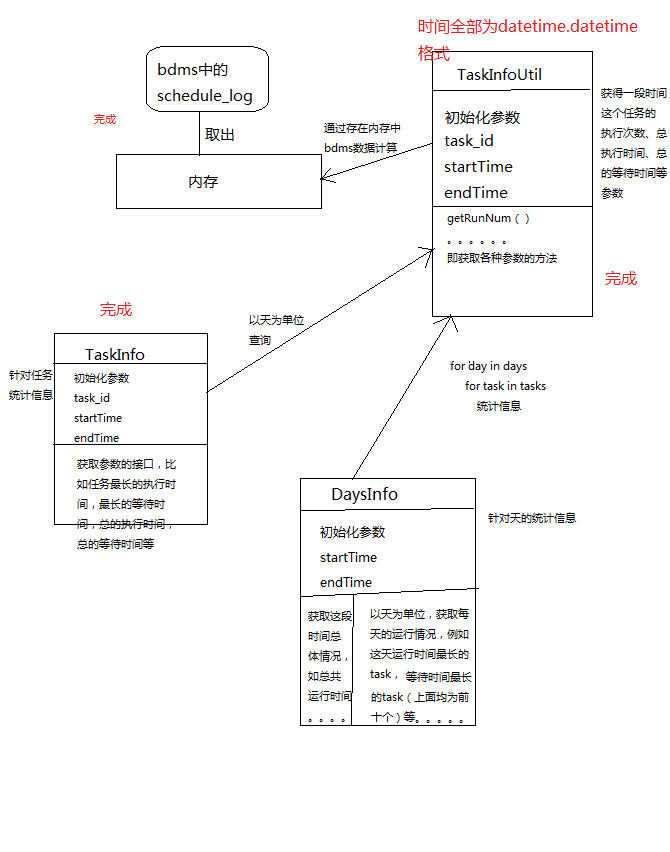 时间全部为datetime.datetime
格式
bdms中的
schedule_log
完成
取出
内存
通过存在内存中
bdms数据计算
TaskInfoUtil
初始化参数
task_id
startTime
endTime
getRunNum（）
。。。。。。
即获取各种参数的方法
获得一段时间
这个任务的
执行次数、总
执行时间、总
的等待时间等
参数
完成
完成
以天为单位
查询
TaskInfo
针对任务
统计信息
初始化参数
task_id
startTime
endTime
获取参数的接口，比
如任务最长的执行时
间，最长的等待时
间，总的执行时间，
总的等待时间等
for day in days
for task in tasks
统计信息
DaysInfo
针对天的统计信息
初始化参数
startTime
endTime
获取这段
时间总
体情况，
如总共
运行时间
。。。。
以天为单位，获取每
天的运行情况，例如
这天运行时间最长的
task，等待时间最长
的task（上面均为前
十个）等。。。。。